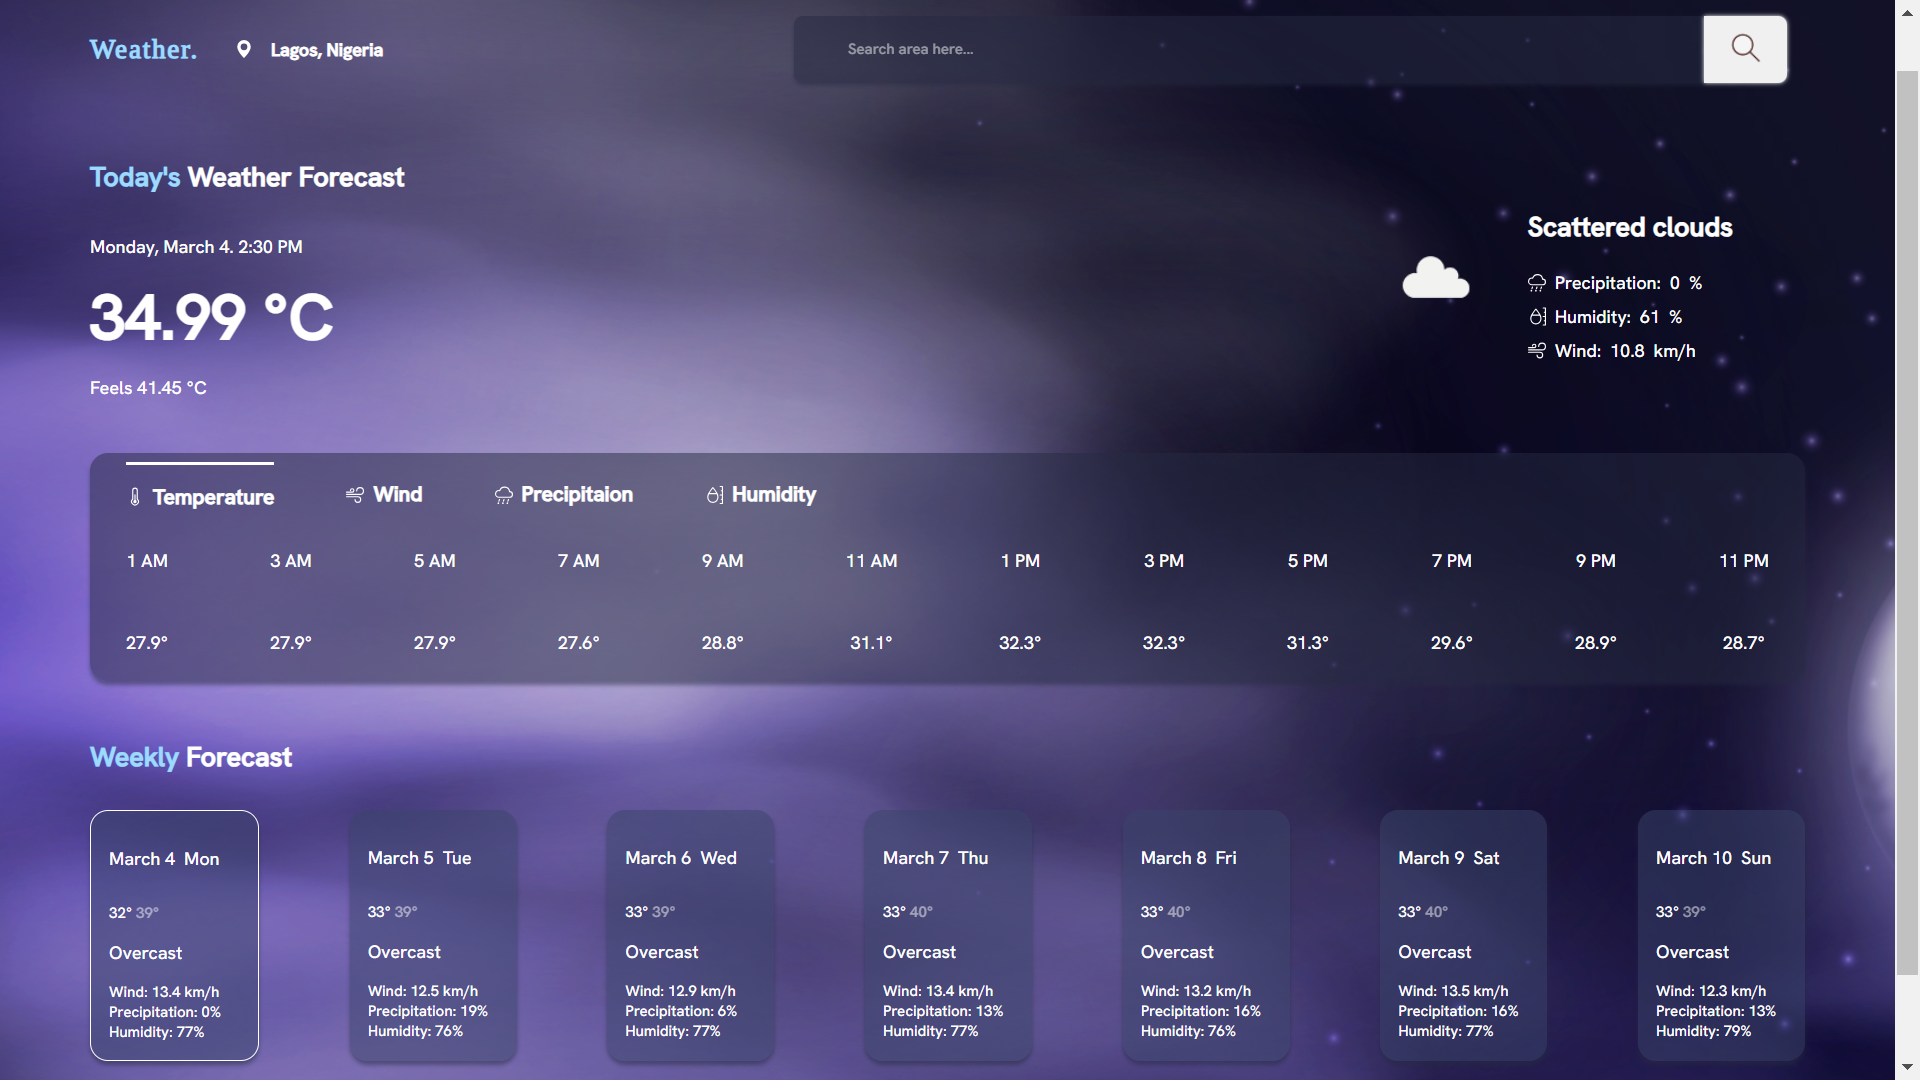 Weather.
Lagos, Nigeria
Search area here...
Today's Weather Forecast
Monday, March 4. 2:30 PM
34.99 °C
Feels 41.45 °C
Scattered clouds
Precipitation: 0 %
Humidity: 61 %
Wind: 10.8 km/h
Temperature Wind Precipitaion Humidity
1 AM 3 AM 5 AM 7 AM 9 AM 11 AM 1 PM 3 PM 5 PM 7 PM 9 PM 11 PM
27.9° 27.9° 27.9° 27.6° 28.8° 31.1° 32.3° 32.3° 31.3° 29.6° 28.9° 28.7°
Weekly Forecast
March 4 Mon
32° 39°
Overcast
Wind: 13.4 km/h
Precipitation: 0%
Humidity: 77%
March 5 Tue
33° 39°
Overcast
Wind: 12.5 km/h
Precipitation: 19%
Humidity: 76%
March 6 Wed
33° 39°
Overcast
Wind: 12.9 km/h
Precipitation: 6%
Humidity: 77%
March 7 Thu
33° 40°
Overcast
Wind: 13.4 km/h
Precipitation: 13%
Humidity: 77%
March 8 Fri
33° 40°
Overcast
Wind: 13.2 km/h
Precipitation: 16%
Humidity: 76%
March 9 Sat
33° 40°
Overcast
Wind: 13.5 km/h
Precipitation: 16%
Humidity: 77%
March 10 Sun
33° 39°
Overcast
Wind: 12.3 km/h
Precipitation: 13%
Humidity: 79%